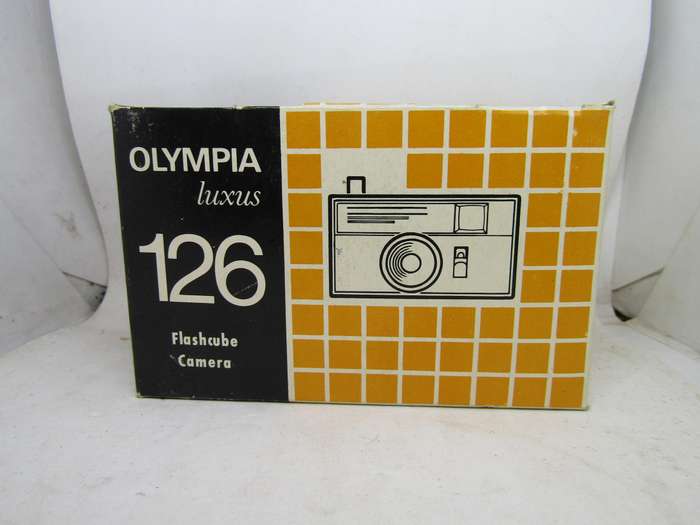 OLYMPIA
luxus
126
Flashcube
Camera